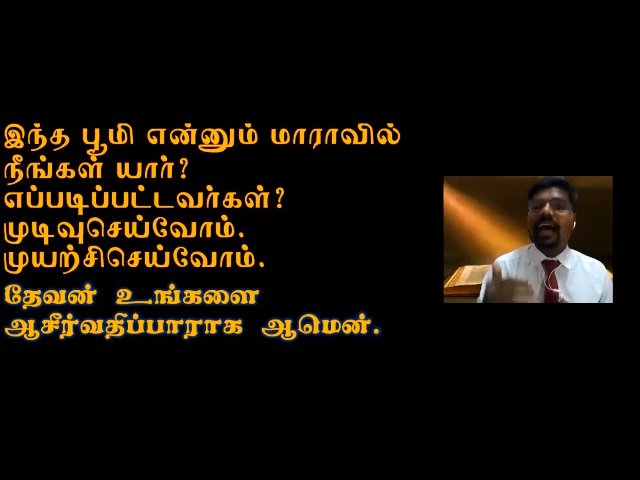 இந்த பூமி என்னும் மாராவில்
நீங்கள் யார்?
எப்படிப்பட்டவர்கள்?
முடிவுசெய்வோம்.
முயற்சிசெய்வோம்.
தேவன் உங்களை
ஆசீர்வதிப்பாராக ஆமென்.